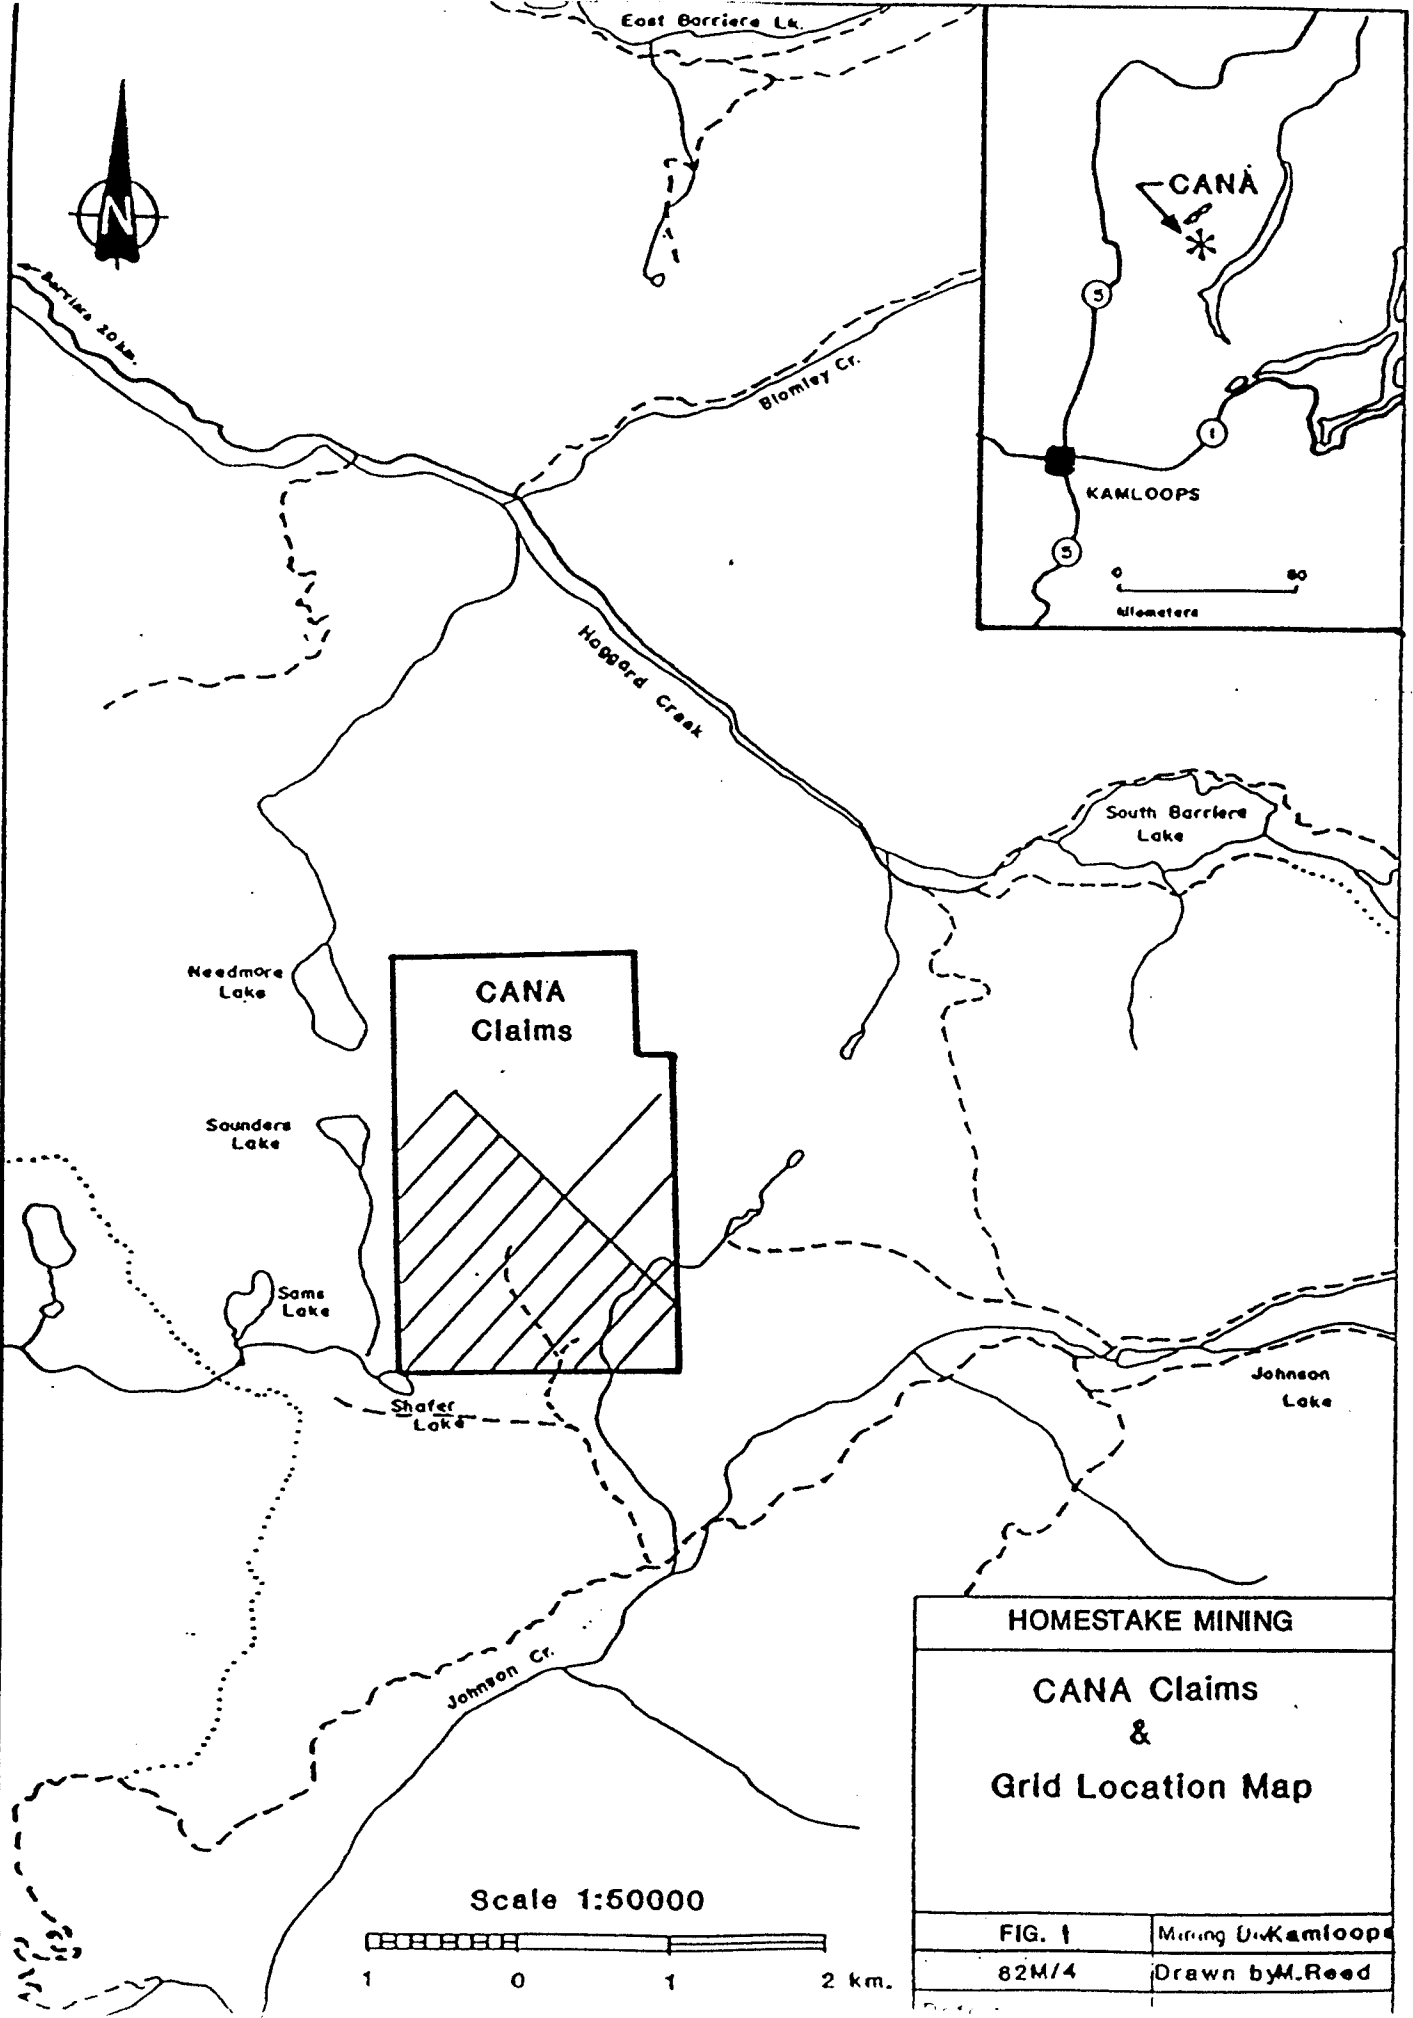 East Barriere Lk.
N
Barriere 20 km.
Blomley Cr.
CANA
5
1
KAMLOOPS
5
0
kilometers
Haggard Creek
South Barriere
Lake
Needmore
Lake
CANA
Claims
Saunders
Lake
Sams
Lake
Shafer
Lake
Johnson
Lake
Johnson Cr.
HOMESTAKE MINING
CANA Claims
&
Grid Location Map
Scale 1:50000
1 0 1 2 km.
FIG. 1
Mining Div Kamloops
82M/4
Drawn by M.Reed